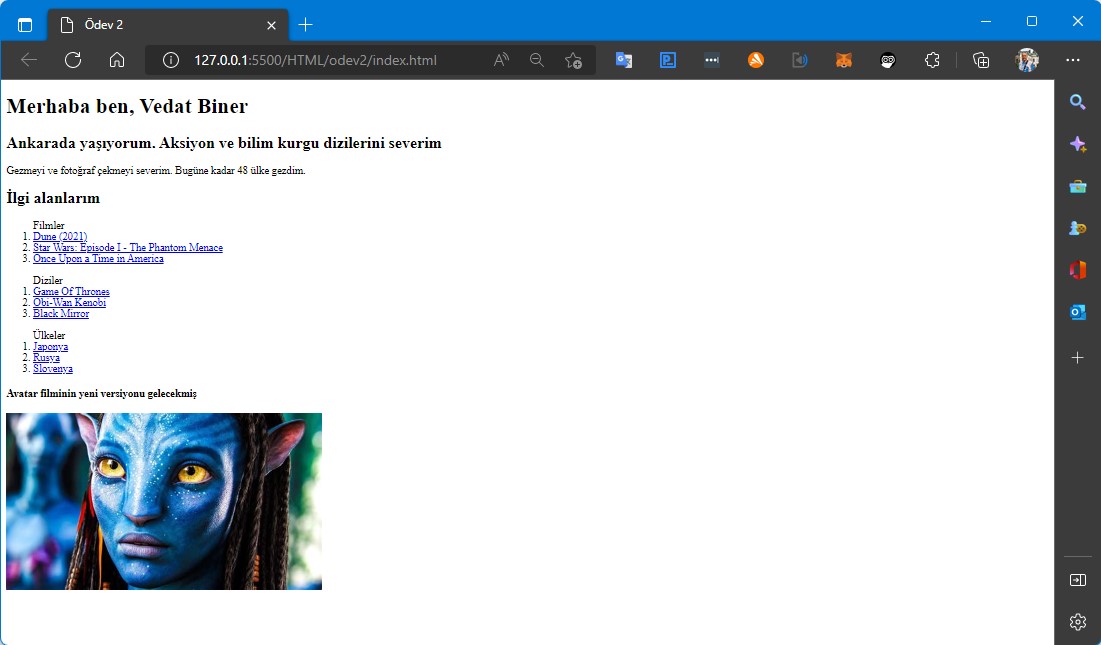 Ödev 2
127.0.0.1:5500/HTML/odev2/index.html
Merhaba ben, Vedat Biner
Ankarada yaşıyorum. Aksiyon ve bilim kurgu dizilerini severim
Gezmeyi ve fotoğraf çekmeyi severim. Bugüne kadar 48 ülke gezdim.
İlgi alanlarım
Filmler
1. Dune (2021)
2. Star Wars: Episode I - The Phantom Menace
3. Once Upon a Time in America
Diziler
1. Game Of Thrones
2. Obi-Wan Kenobi
3. Black Mirror
Ülkeler
1. Japonya
2. Rusya
3. Slovenya
Avatar filminin yeni versiyonu gelecekmiş